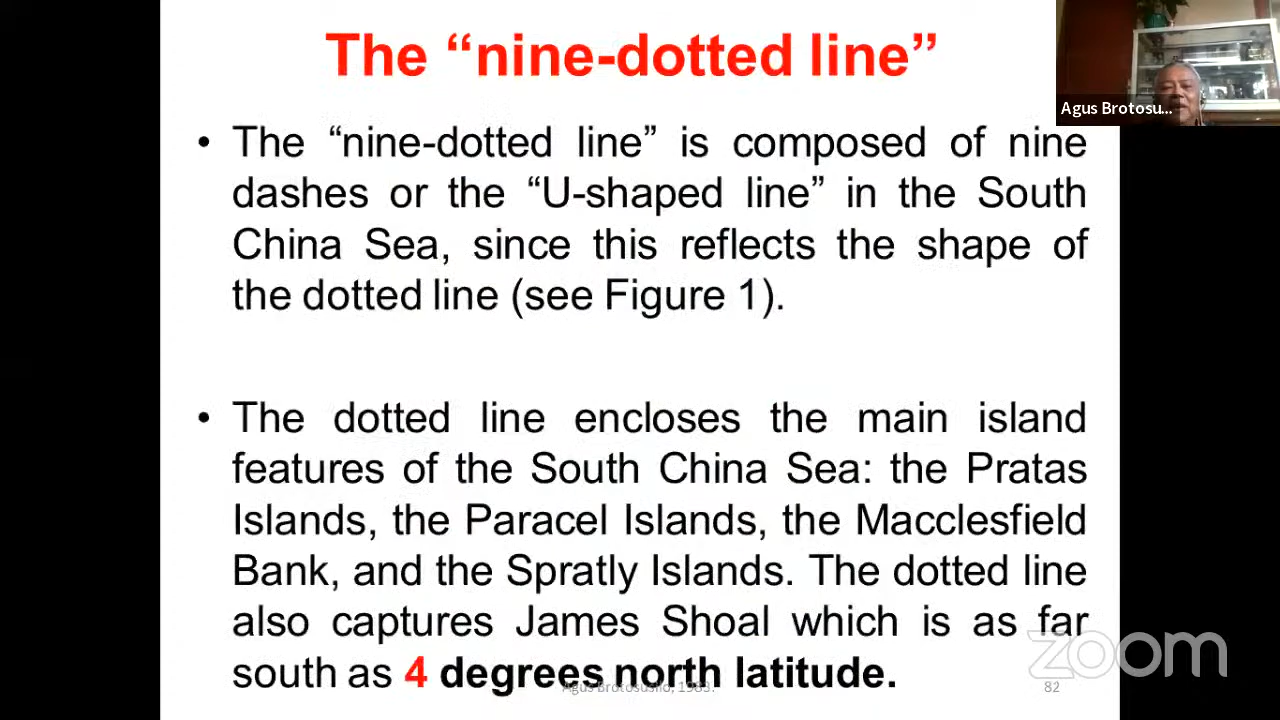 The “nine-dotted line”
Agus Brotosu...
• The “nine-dotted line” is composed of nine
dashes or the “U-shaped line” in the South
China Sea, since this reflects the shape of
the dotted line (see Figure 1).
• The dotted line encloses the main island
features of the South China Sea: the Pratas
Islands, the Paracel Islands, the Macclesfield
Bank, and the Spratly Islands. The dotted line
also captures James Shoal which is as far
south as 4 degrees north latitude.
zoom
Agus Brotosusilo, 1983.
82